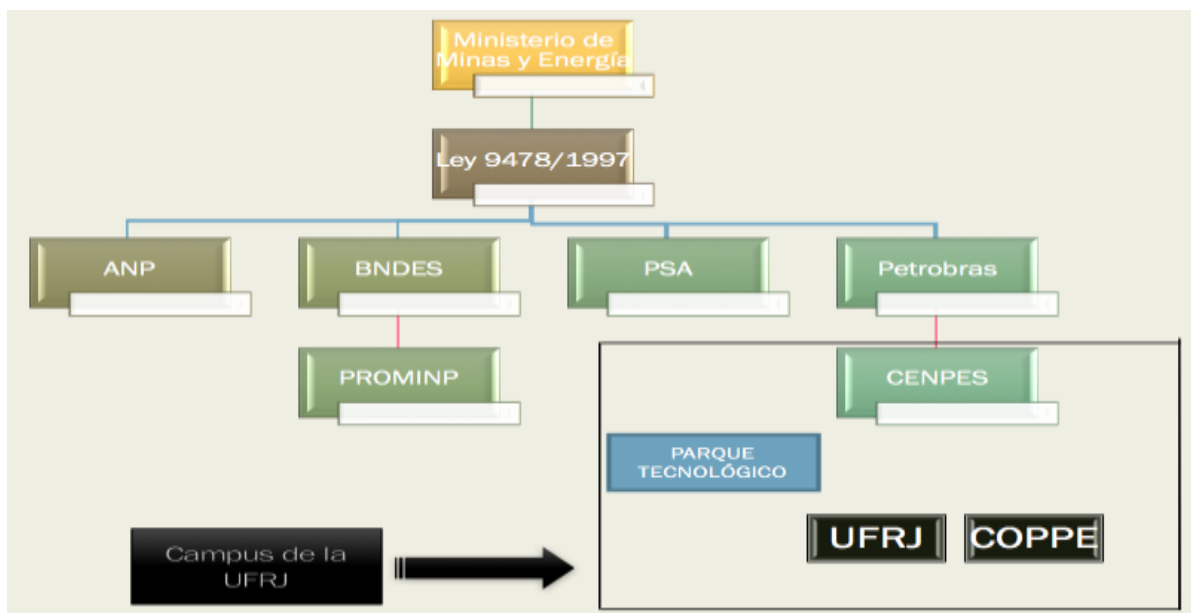 Ministerio de
Minas y Energía
Ley 9478/1997
ANP
BNDES
PSA
Petrobras
PROMINP
CENPES
PARQUE
TECNOLÓGICO
UFRJ
COPPE
Campus de la
UFRJ